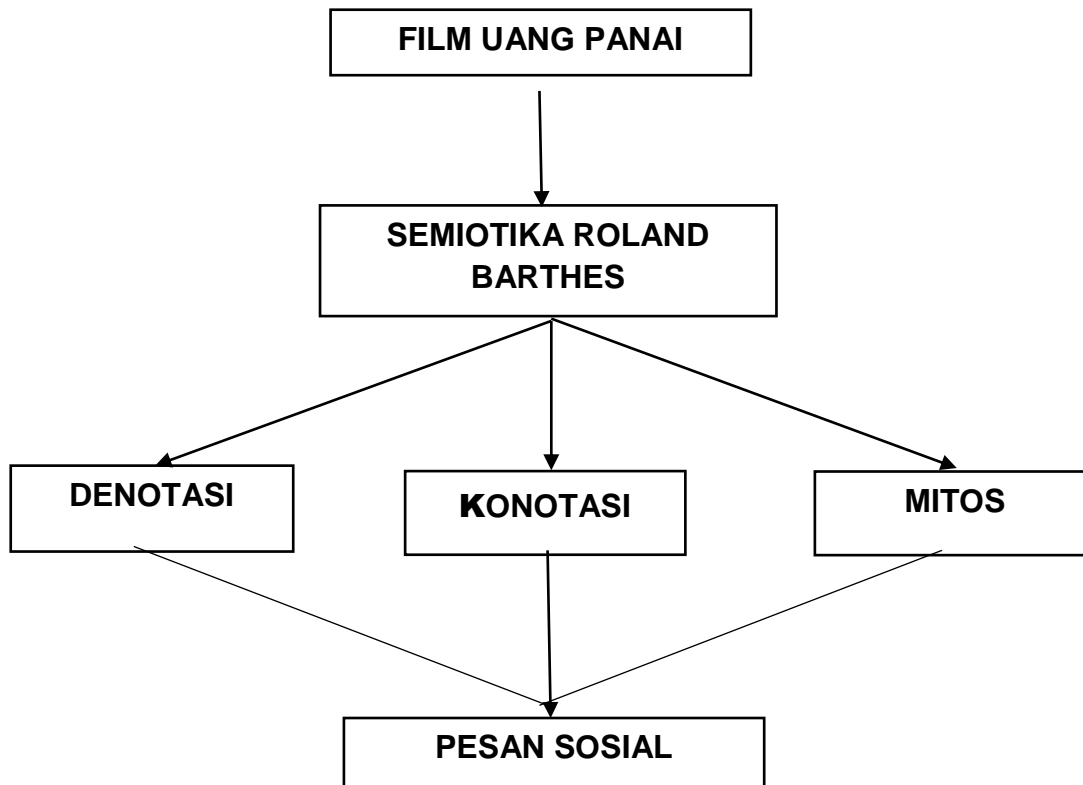 FILM UANG PANAI
SEMIOTIKA ROLAND
BARTHES
DENOTASI
KONOTASI
MITOS
PESAN SOSIAL